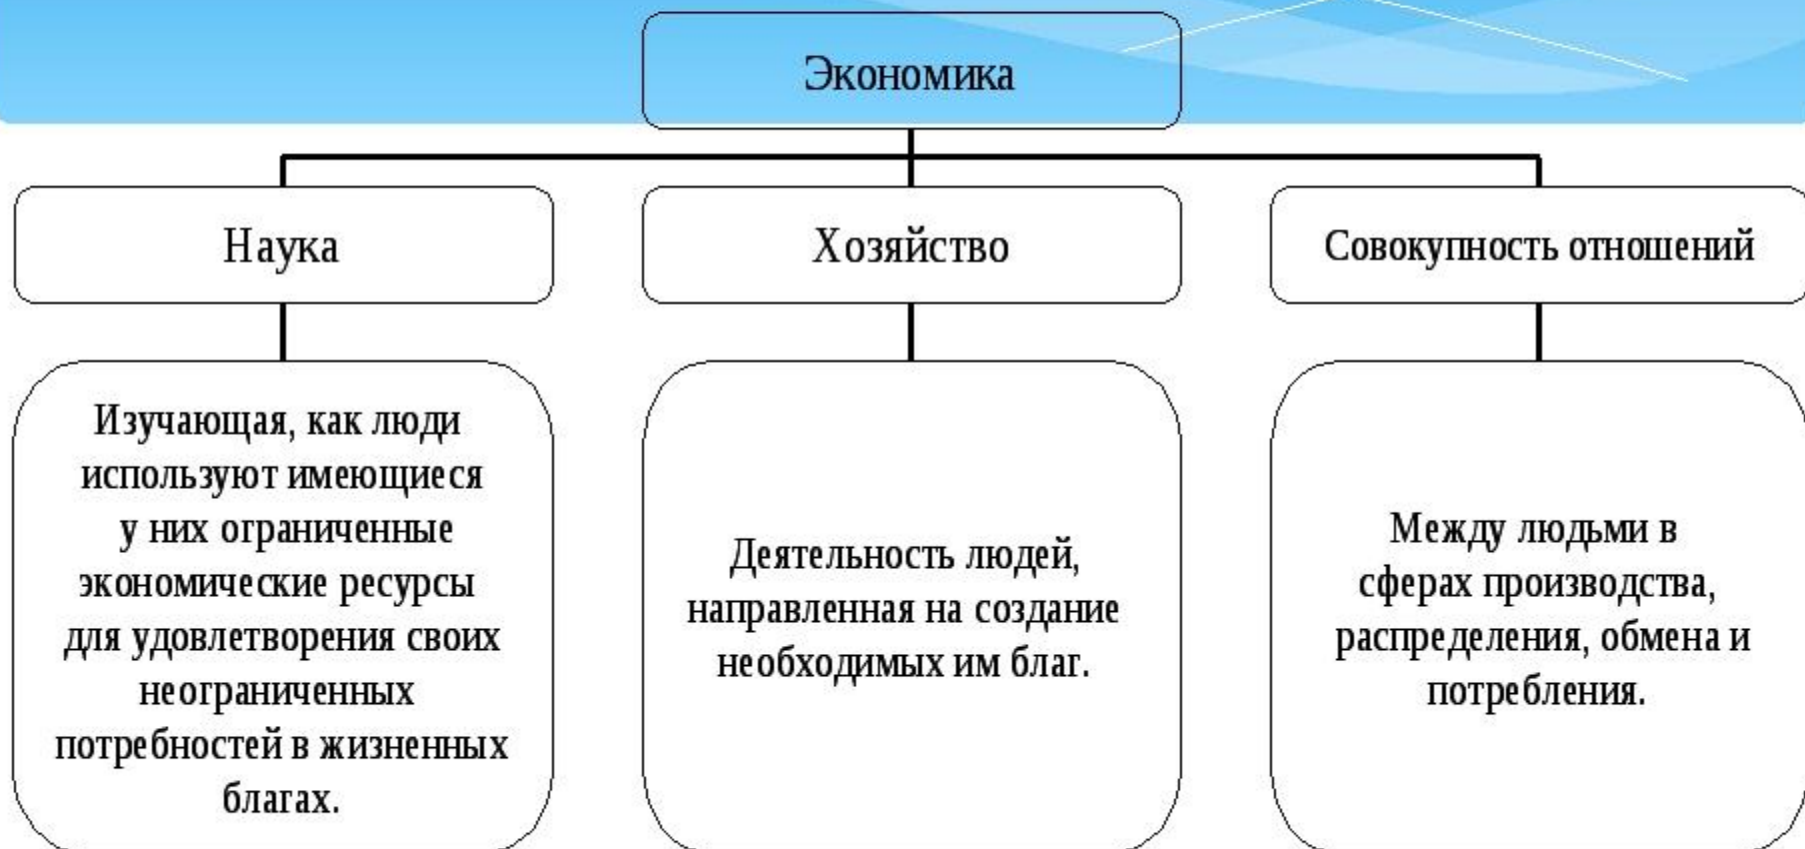 Экономика
Наука
Хозяйство
Совокупность отношений
Изучающая, как люди
используют имеющиеся
у них ограниченные
экономические ресурсы
для удовлетворения своих
неограниченных
потребностей в жизненных
благах.
Деятельность людей,
направленная на создание
необходимых им благ.
Между людьми в
сферах производства,
распределения, обмена и
потребления.